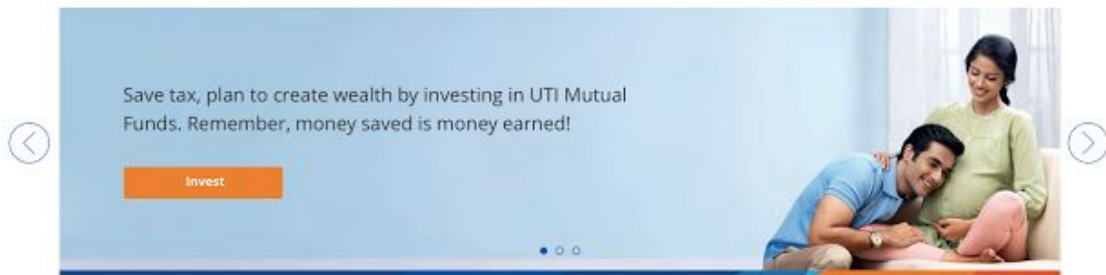 Save tax, plan to create wealth by investing in UTI Mutual
Funds. Remember, money saved is money earned!
Invest